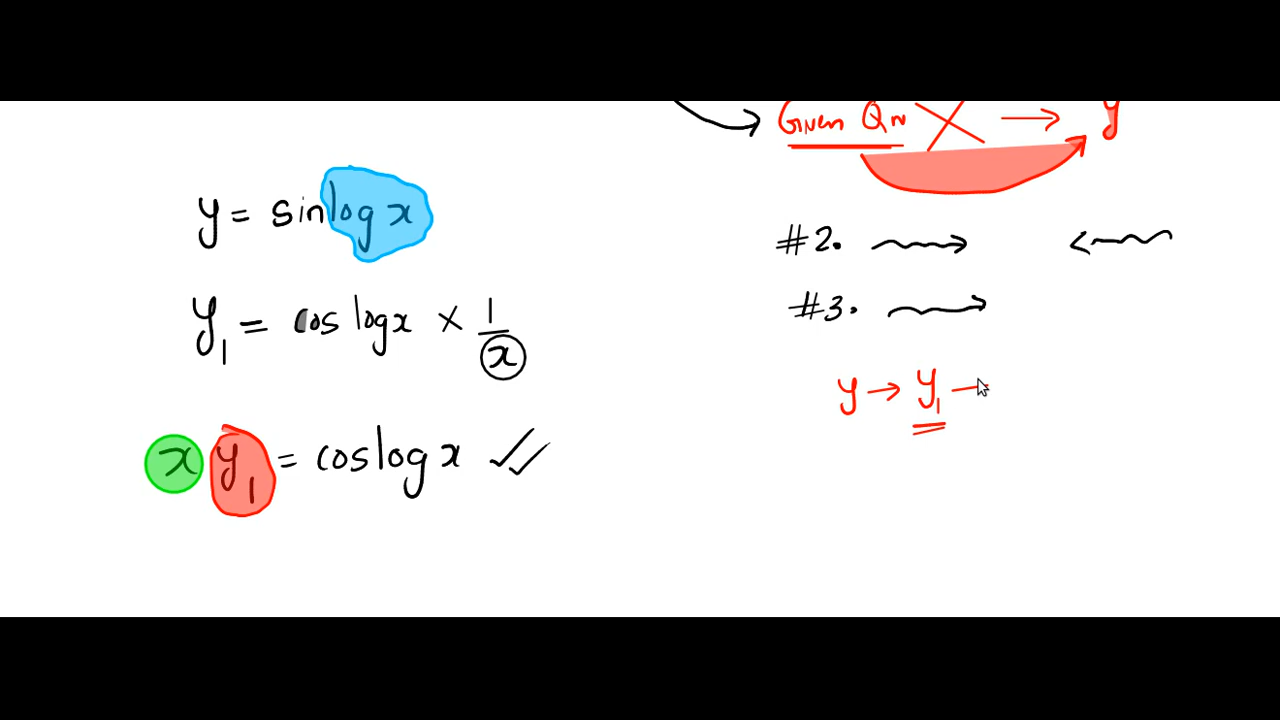 y = sin log x
y₁ = cos log x × 1/x
x y₁ = cos log x
Given Qn → y
#2.
#3.
y → y₁ →